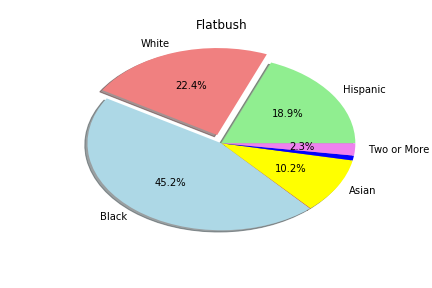 Flatbush
White
22.4%
Hispanic
18.9%
2.3%
Two or More
10.2%
Asian
45.2%
Black